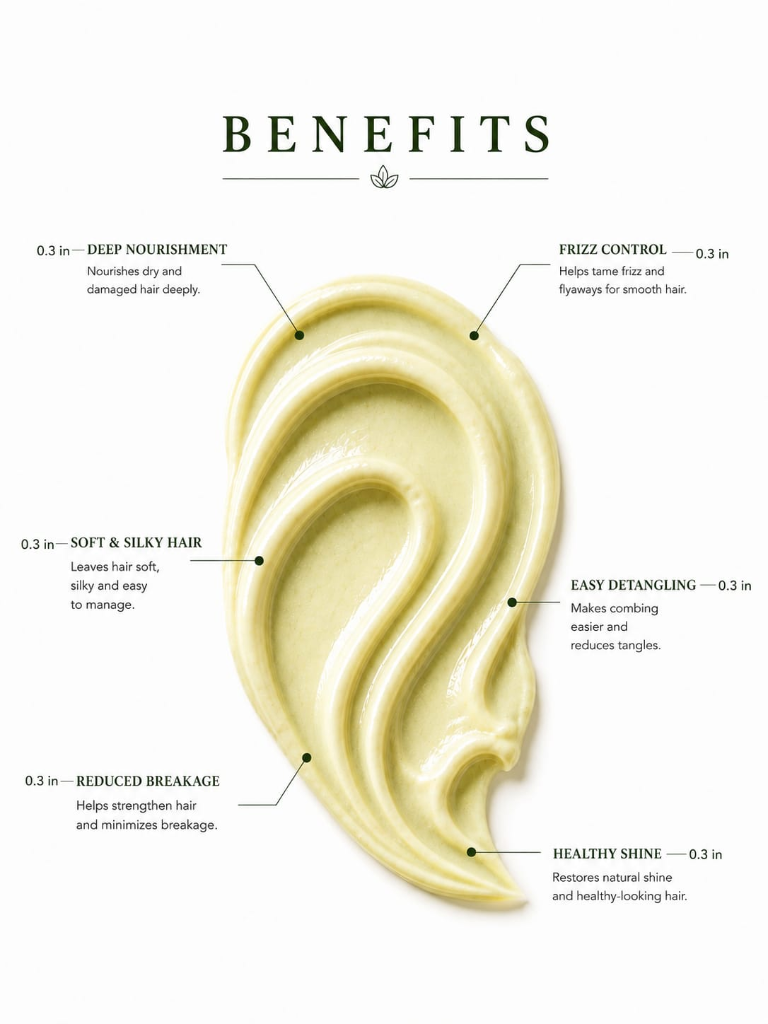 BENEFITS
0.3 in
DEEP NOURISHMENT
Nourishes dry and
damaged hair deeply.
FRIZZ CONTROL
0.3 in
Helps tame frizz and
flyaways for smooth hair.
0.3 in
SOFT & SILKY HAIR
Leaves hair soft,
silky and easy
to manage.
EASY DETANGLING
0.3 in
Makes combing
easier and
reduces tangles.
0.3 in
REDUCED BREAKAGE
Helps strengthen hair
and minimizes breakage.
HEALTHY SHINE
0.3 in
Restores natural shine
and healthy-looking hair.